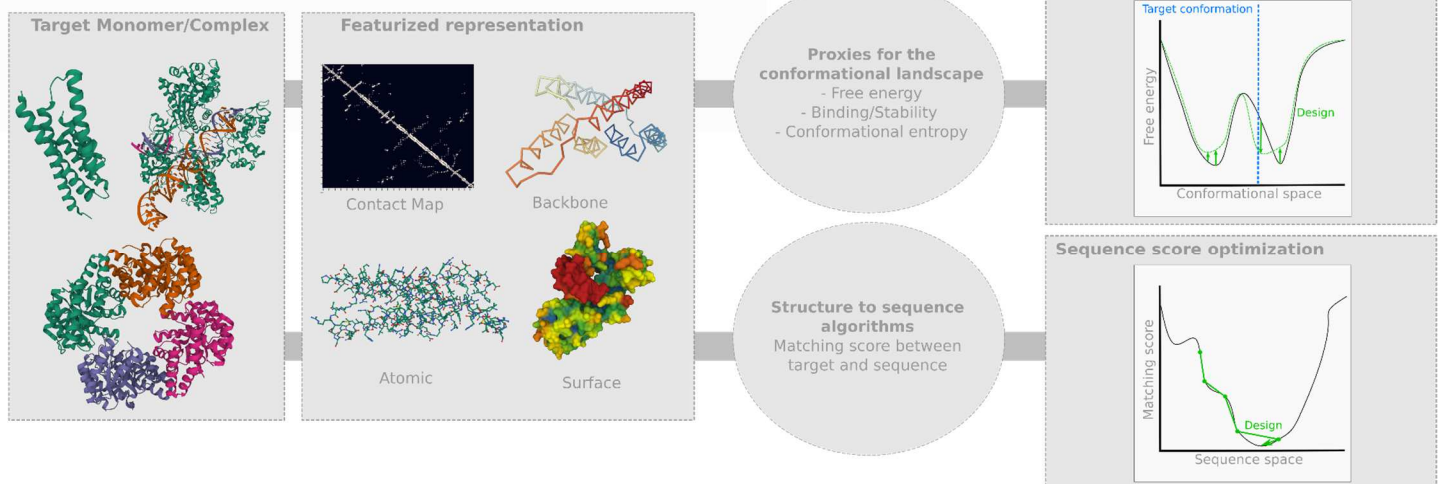 Target Monomer/Complex
Featurized representation
Contact Map
Backbone
Atomic
Surface
Proxies for the
conformational landscape
- Free energy
- Binding/Stability
- Conformational entropy
Structure to sequence
algorithms
Matching score between
target and sequence
Target conformation
Free energy
Design
Conformational space
Sequence score optimization
Matching score
Design
Sequence space